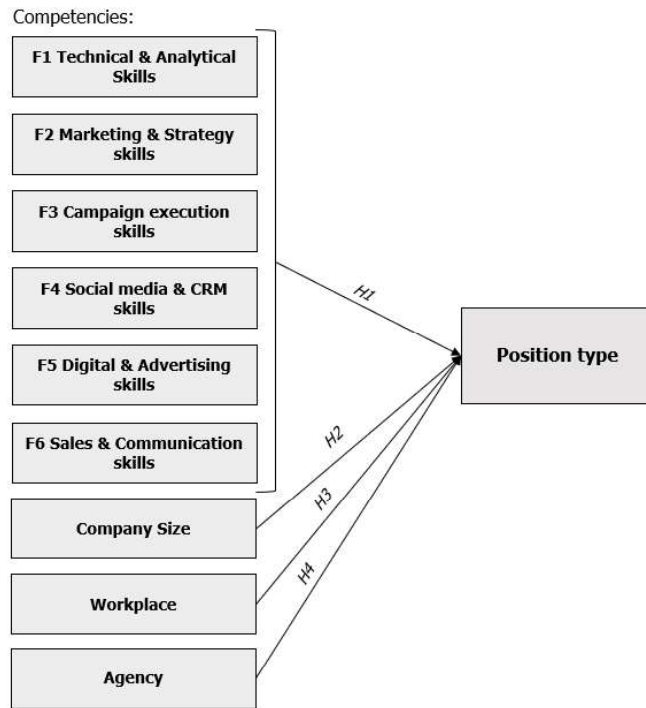 Competencies:
F1 Technical & Analytical
Skills
F2 Marketing & Strategy
skills
F3 Campaign execution
skills
F4 Social media & CRM
skills
F5 Digital & Advertising
skills
F6 Sales & Communication
skills
Company Size
Workplace
Agency
H1
H2
H3
H4
Position type